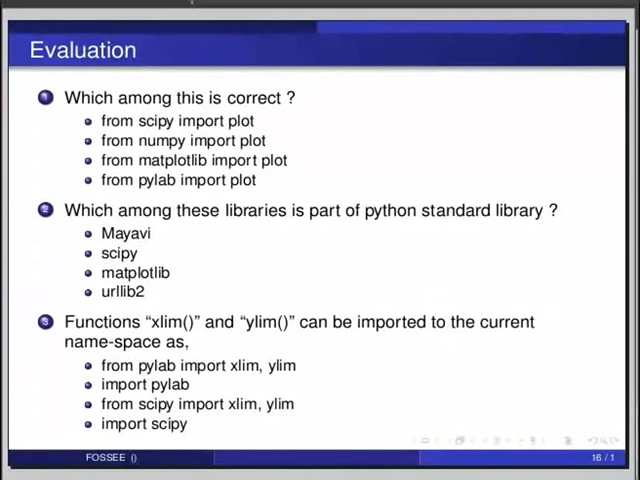 Evaluation
1 Which among this is correct ?
from scipy import plot
from numpy import plot
from matplotlib import plot
from pylab import plot
2 Which among these libraries is part of python standard library ?
Mayavi
scipy
matplotlib
urllib2
3 Functions “xlim()” and “ylim()” can be imported to the current
name-space as,
from pylab import xlim, ylim
import pylab
from scipy import xlim, ylim
import scipy
FOSSEE ()
16 / 1